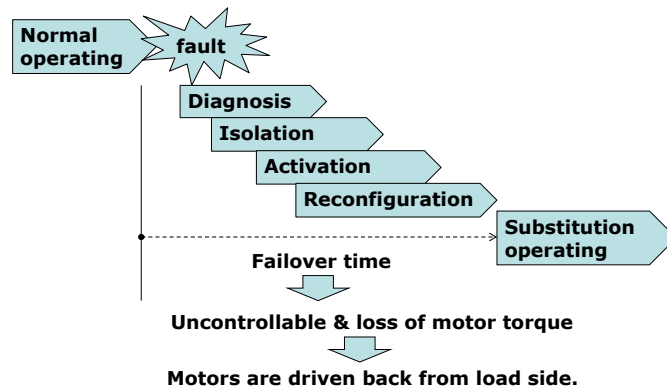 Normal
operating
fault
Diagnosis
Isolation
Activation
Reconfiguration
Substitution
operating
Failover time
Uncontrollable & loss of motor torque
Motors are driven back from load side.